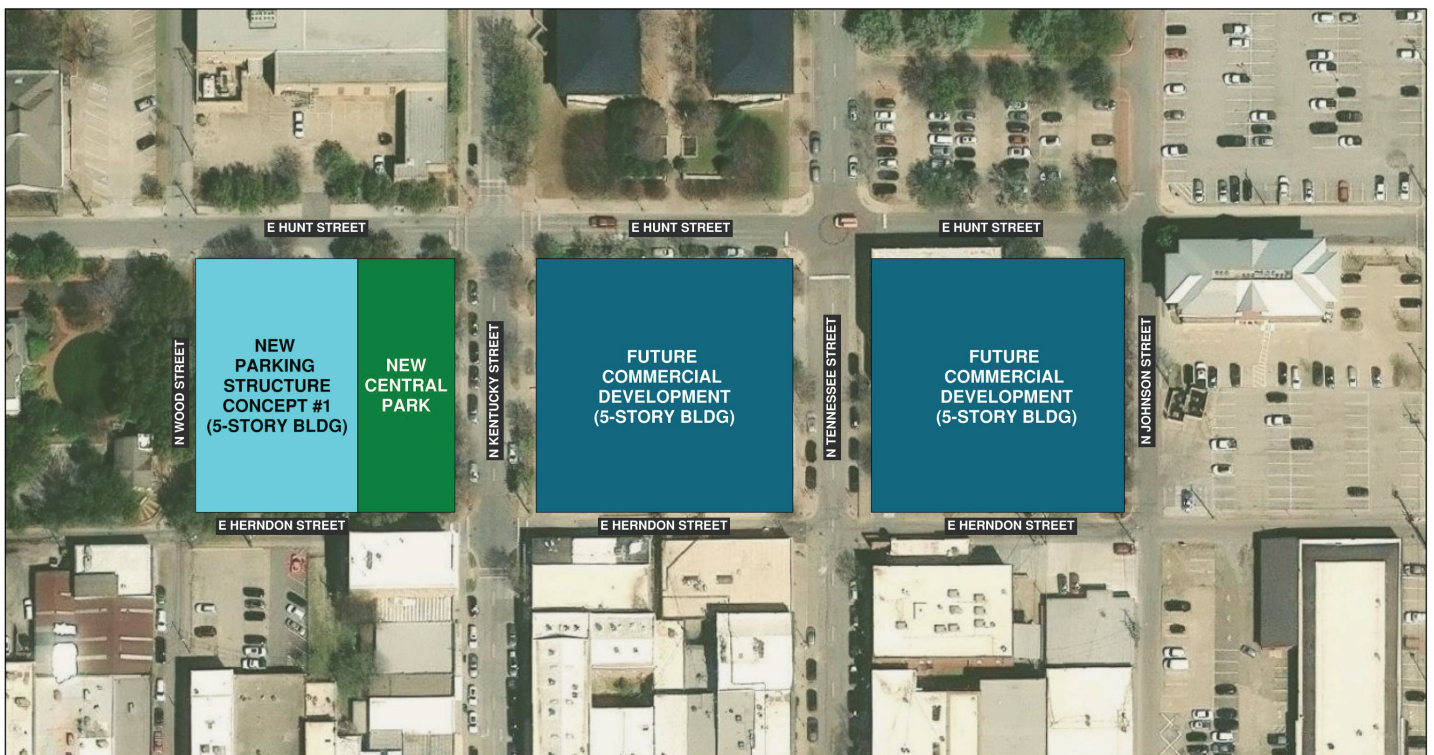 E HUNT STREET
E HUNT STREET
E HUNT STREET
N WOOD STREET
NEW
PARKING
STRUCTURE
CONCEPT #1
(5-STORY BLDG)
NEW
CENTRAL
PARK
N KENTUCKY STREET
FUTURE
COMMERCIAL
DEVELOPMENT
(5-STORY BLDG)
N TENNESSEE STREET
FUTURE
COMMERCIAL
DEVELOPMENT
(5-STORY BLDG)
N JOHNSON STREET
E HERNDON STREET
E HERNDON STREET
E HERNDON STREET